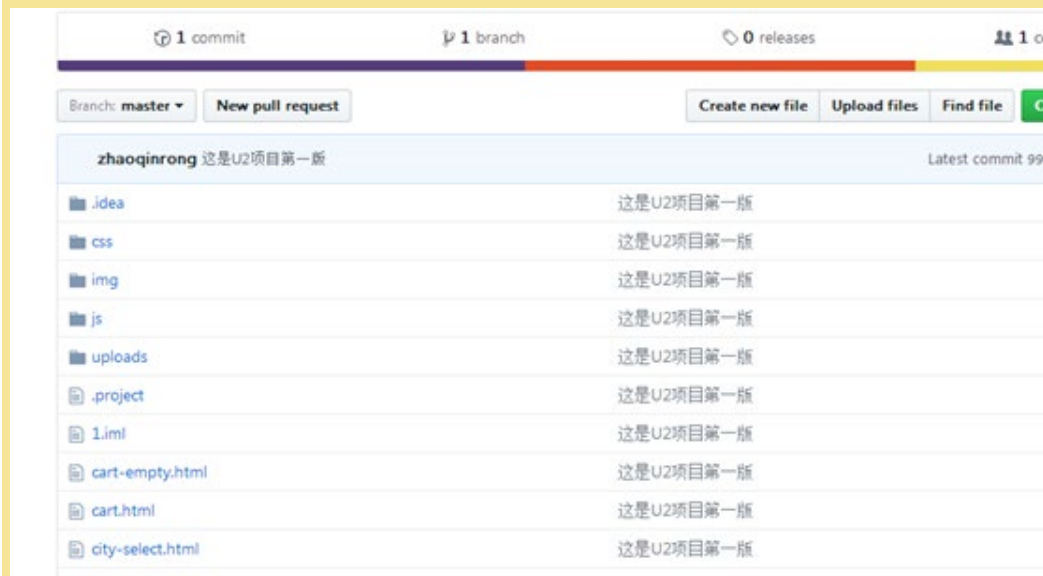 1 commit 1 branch 0 releases 1 c
Branch: master New pull request Create new file Upload files Find file
zhaoqinrong 这是U2项目第一版 Latest commit 99
.idea 这是U2项目第一版
css 这是U2项目第一版
img 这是U2项目第一版
js 这是U2项目第一版
uploads 这是U2项目第一版
.project 这是U2项目第一版
1.iml 这是U2项目第一版
cart-empty.html 这是U2项目第一版
cart.html 这是U2项目第一版
city-select.html 这是U2项目第一版